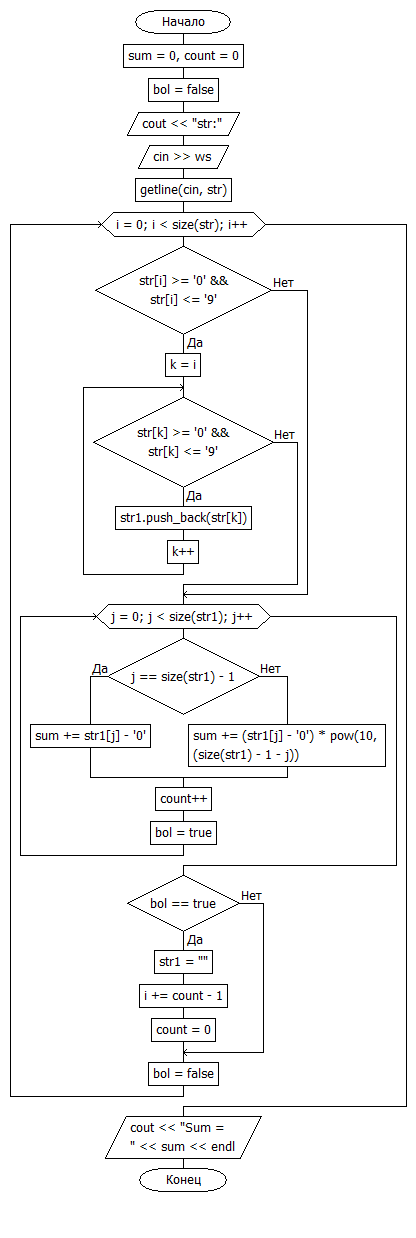 Начало
sum = 0, count = 0
bol = false
cout << "str:"
cin >> ws
getline(cin, str)
i = 0; i < size(str); i++
str[i] >= '0' &&
str[i] <= '9'
Нет
Да
k = i
str[k] >= '0' &&
str[k] <= '9'
Нет
Да
str1.push_back(str[k])
k++
j = 0; j < size(str1); j++
Да
j == size(str1) - 1
Нет
sum += str1[j] - '0'
sum += (str1[j] - '0') * pow(10,
(size(str1) - 1 - j))
count++
bol = true
bol == true
Нет
Да
str1 = ""
i += count - 1
count = 0
bol = false
cout << "Sum =
" << sum << endl
Конец